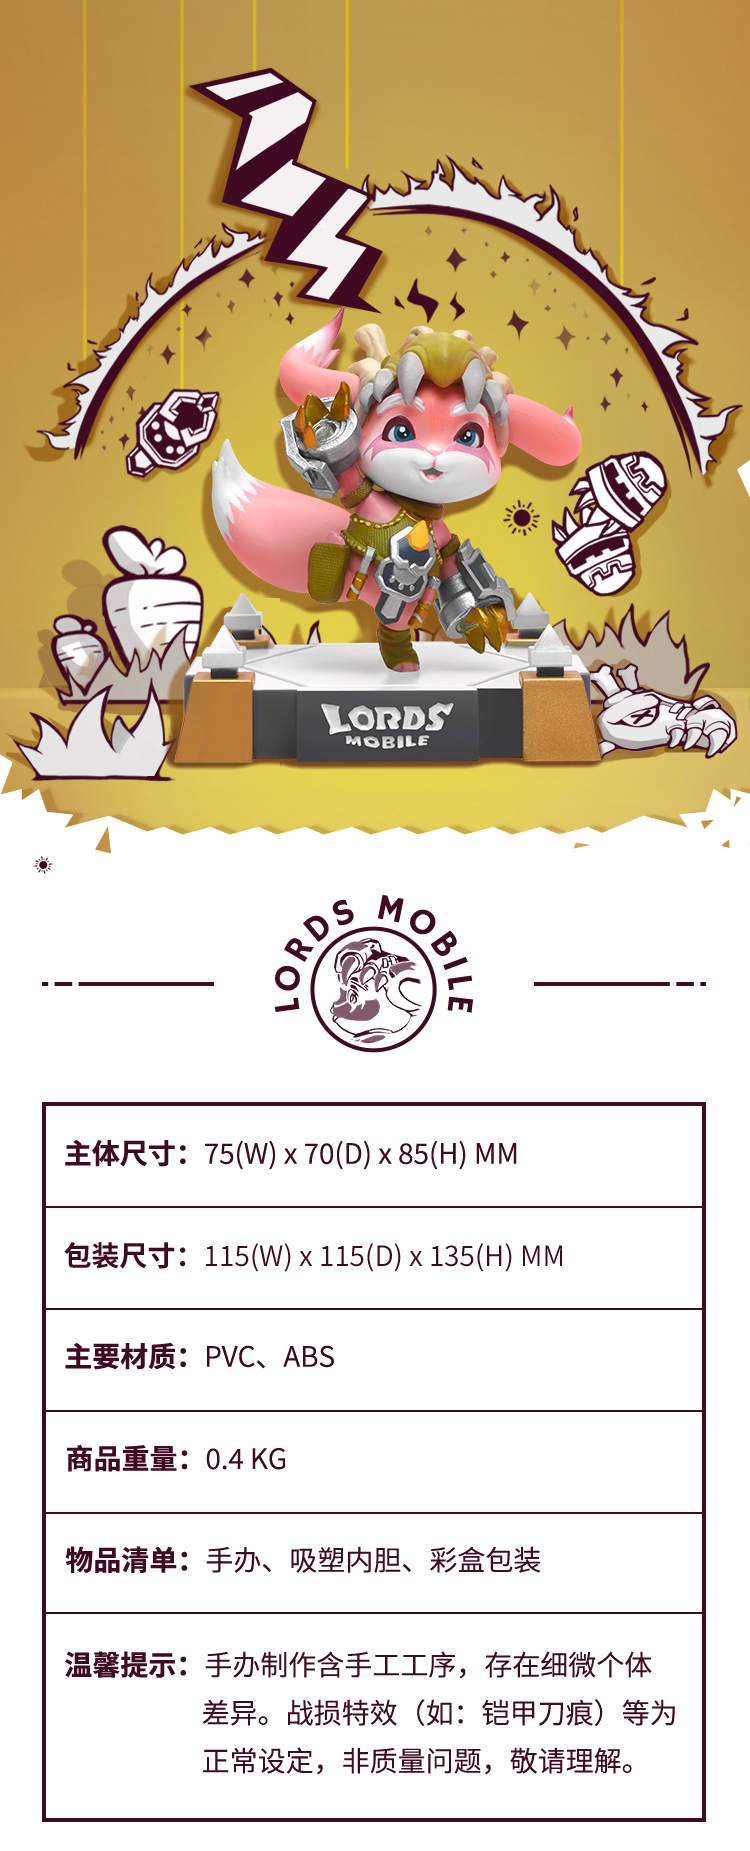 LORDS
MOBILE
LORDS MOBILE
主体尺寸：75(W) x 70(D) x 85(H) MM
包装尺寸：115(W) x 115(D) x 135(H) MM
主要材质：PVC、ABS
商品重量：0.4 KG
物品清单：手办、吸塑内胆、彩盒包装
温馨提示：手办制作含手工工序，存在细微个体
差异。战损特效（如：铠甲刀痕）等为
正常设定，非质量问题，敬请理解。